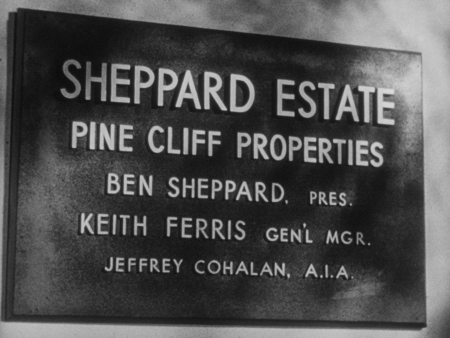 SHEPPARD ESTATE
PINE CLIFF PROPERTIES
BEN SHEPPARD, PRES.
KEITH FERRIS GEN'L MGR.
JEFFREY COHALAN, A.I.A.